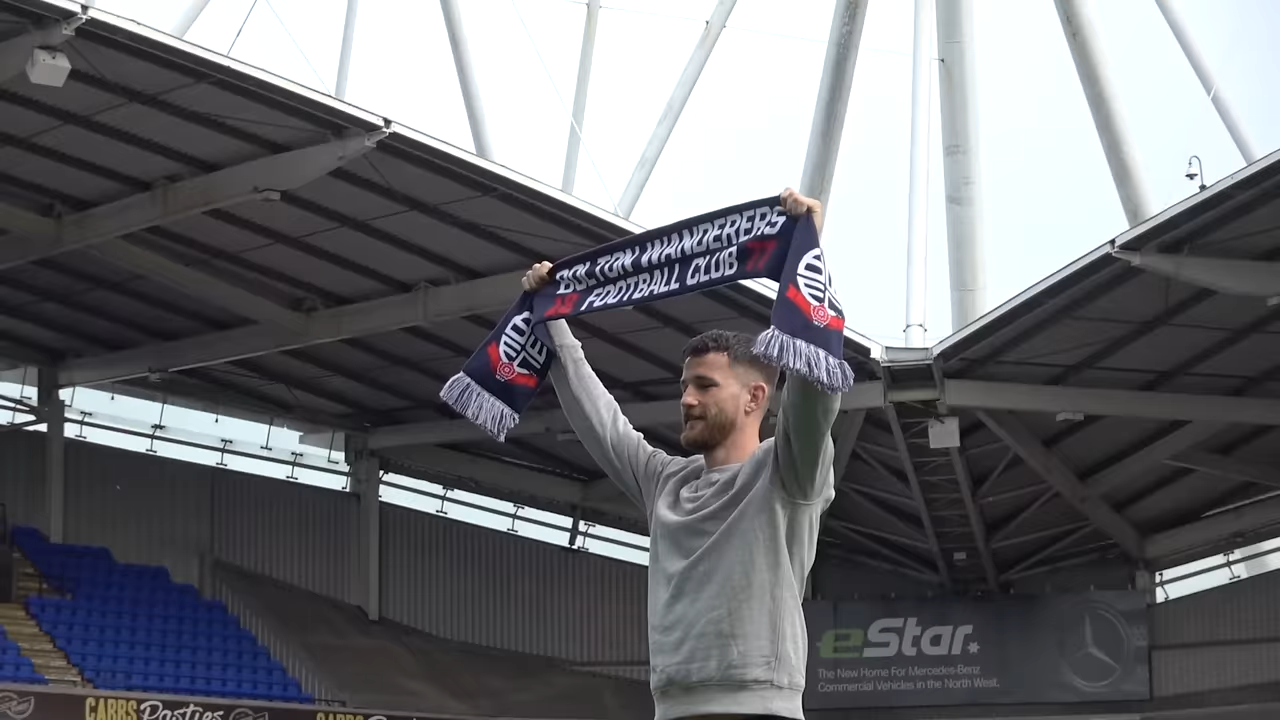 BOLTON WANDERERS
18 FOOTBALL CLUB 77
eStar
The New Home For Mercedes-Benz
Commercial Vehicles in the North West.
CARRS Pasties
CARRS